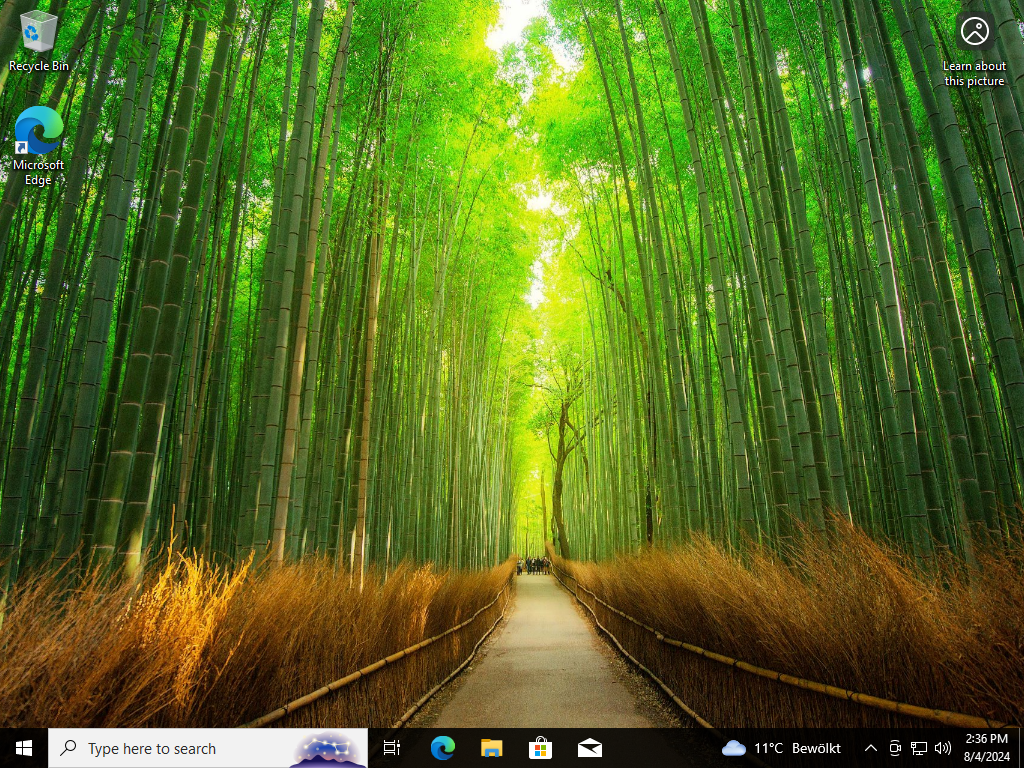 Recycle Bin
Learn about
this picture
Microsoft
Edge
Type here to search
11°C Bewölkt
2:36 PM
8/4/2024